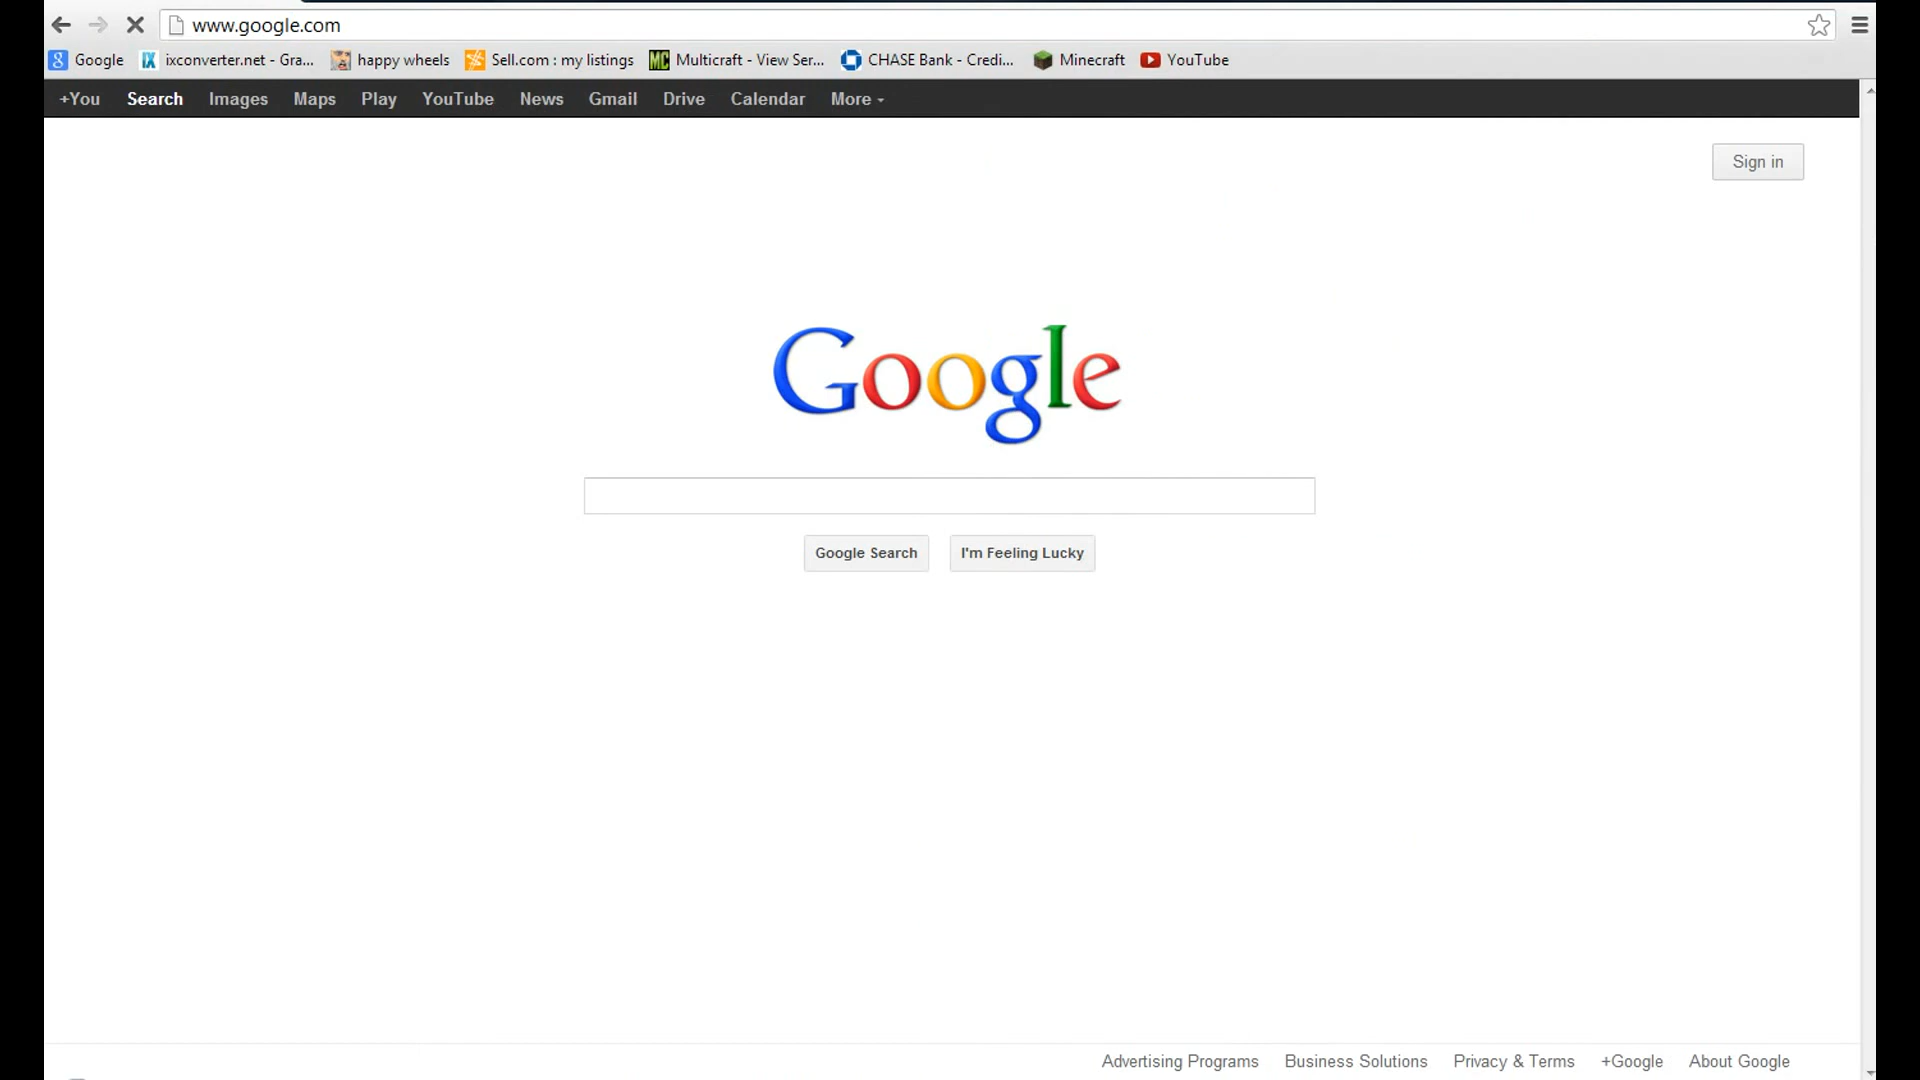 www.google.com
Google ixconverter.net - Gra... happy wheels Sell.com : my listings Multicraft - View Ser... CHASE Bank - Credi... Minecraft YouTube
+You Search Images Maps Play YouTube News Gmail Drive Calendar More
Sign in
Google
Google Search I'm Feeling Lucky
Advertising Programs Business Solutions Privacy & Terms +Google About Google